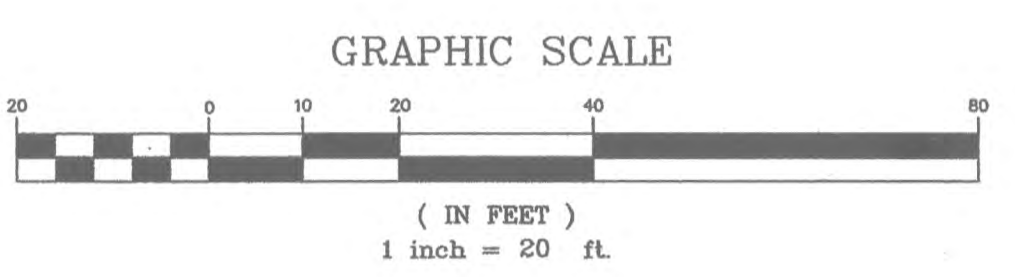 GRAPHIC SCALE
20 0 10 20 40 80
( IN FEET )
1 inch = 20 ft.